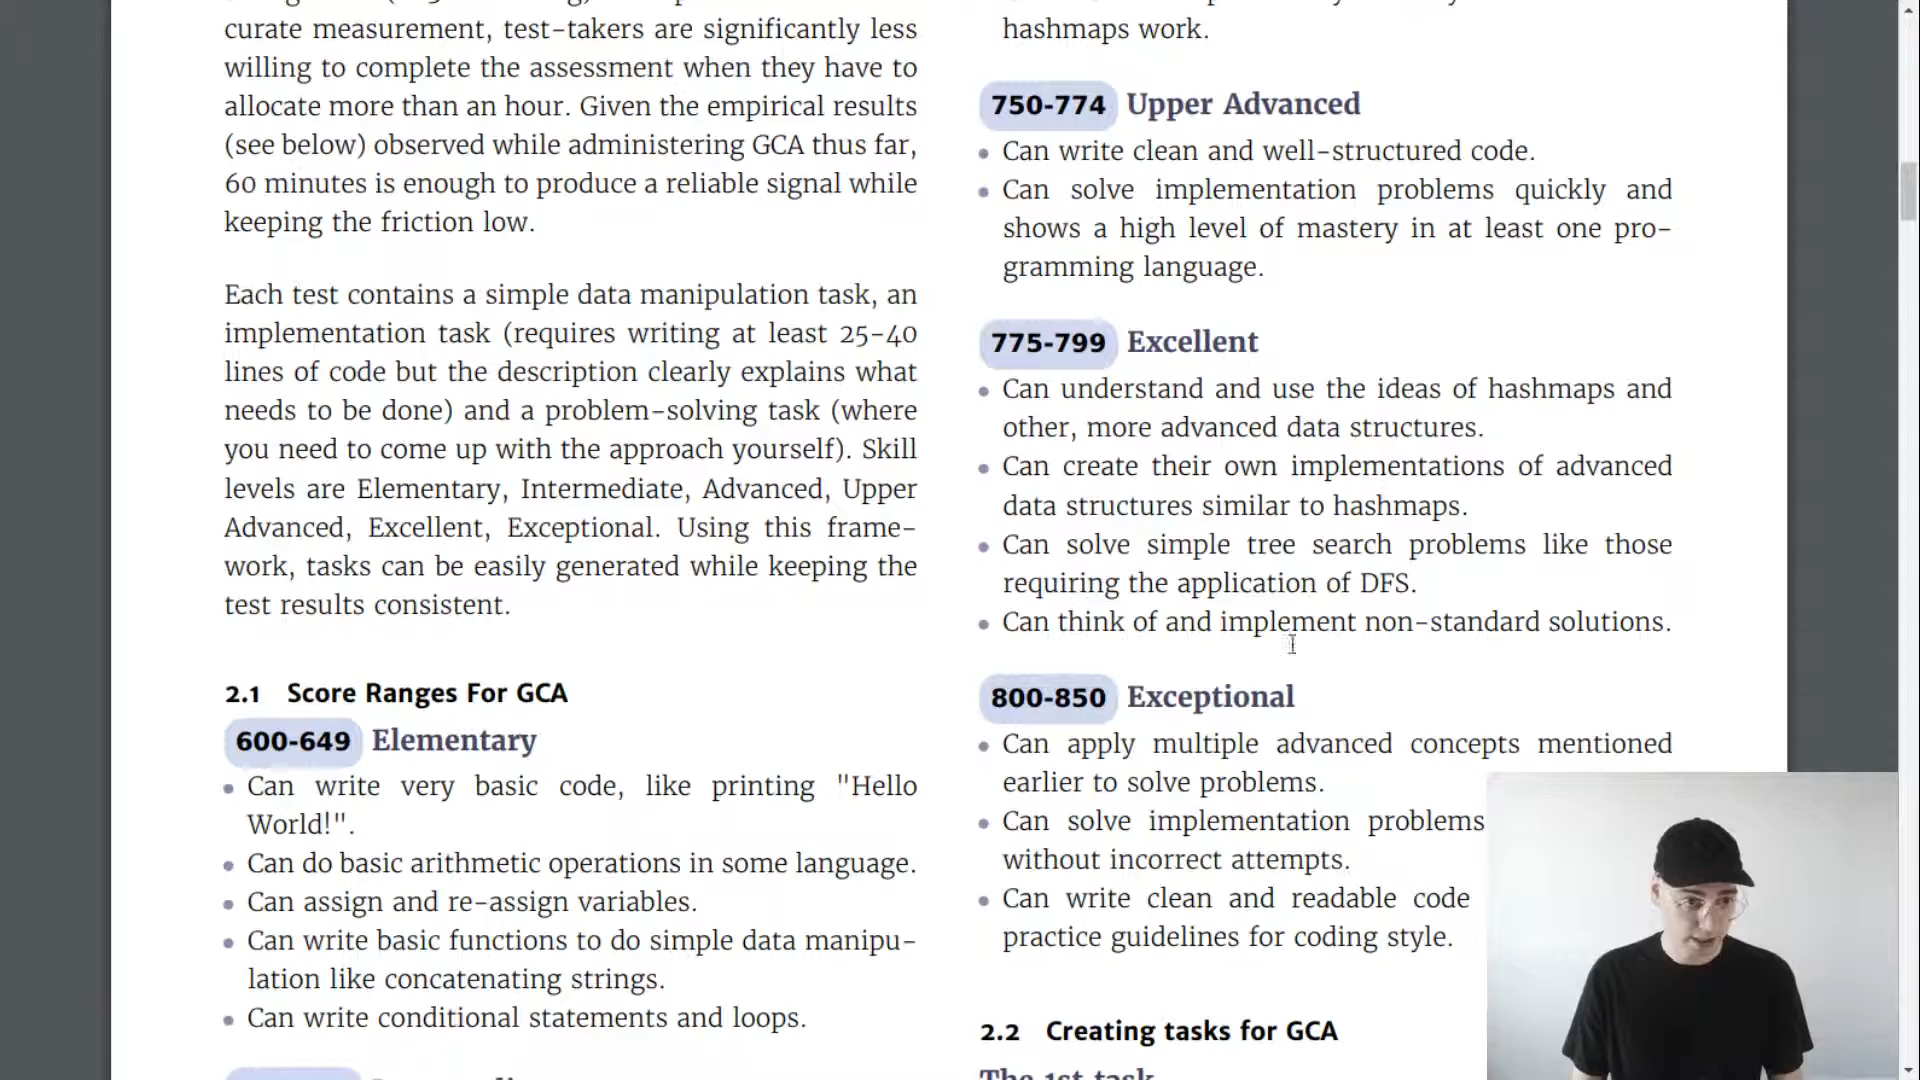 curate measurement, test-takers are significantly less
willing to complete the assessment when they have to
allocate more than an hour. Given the empirical results
(see below) observed while administering GCA thus far,
60 minutes is enough to produce a reliable signal while
keeping the friction low.
Each test contains a simple data manipulation task, an
implementation task (requires writing at least 25-40
lines of code but the description clearly explains what
needs to be done) and a problem-solving task (where
you need to come up with the approach yourself). Skill
levels are Elementary, Intermediate, Advanced, Upper
Advanced, Excellent, Exceptional. Using this frame-
work, tasks can be easily generated while keeping the
test results consistent.
2.1 Score Ranges For GCA
600-649 Elementary
• Can write very basic code, like printing "Hello
World!".
• Can do basic arithmetic operations in some language.
• Can assign and re-assign variables.
• Can write basic functions to do simple data manipu-
lation like concatenating strings.
• Can write conditional statements and loops.
hashmaps work.
750-774 Upper Advanced
• Can write clean and well-structured code.
• Can solve implementation problems quickly and
shows a high level of mastery in at least one pro-
gramming language.
775-799 Excellent
• Can understand and use the ideas of hashmaps and
other, more advanced data structures.
• Can create their own implementations of advanced
data structures similar to hashmaps.
• Can solve simple tree search problems like those
requiring the application of DFS.
• Can think of and implement non-standard solutions.
800-850 Exceptional
• Can apply multiple advanced concepts mentioned
earlier to solve problems.
• Can solve implementation problems
without incorrect attempts.
• Can write clean and readable code
practice guidelines for coding style.
2.2 Creating tasks for GCA
The 1st task